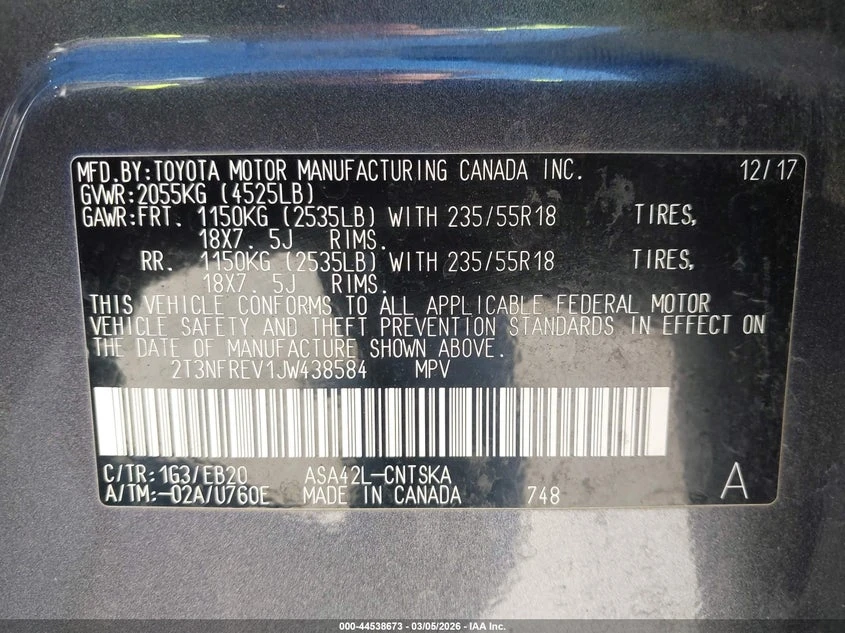 MFD.BY:TOYOTA MOTOR MANUFACTURING CANADA INC. 12/17
GVWR:2055KG (4525LB)
GAWR:FRT. 1150KG (2535LB) WITH 235/55R18 TIRES,
18X7. 5J RIMS.
RR. 1150KG (2535LB) WITH 235/55R18 TIRES,
18X7. 5J RIMS.
THIS VEHICLE CONFORMS TO ALL APPLICABLE FEDERAL MOTOR
VEHICLE SAFETY AND THEFT PREVENTION STANDARDS IN EFFECT ON
THE DATE OF MANUFACTURE SHOWN ABOVE.
2T3NFREV1JW438584 MPV
C/TR:1G3/EB20 ASA42L-CNTSKA
A/TM:-02A/U760E MADE IN CANADA 748 A
000-44538673 - 03/05/2026 - IAA Inc.